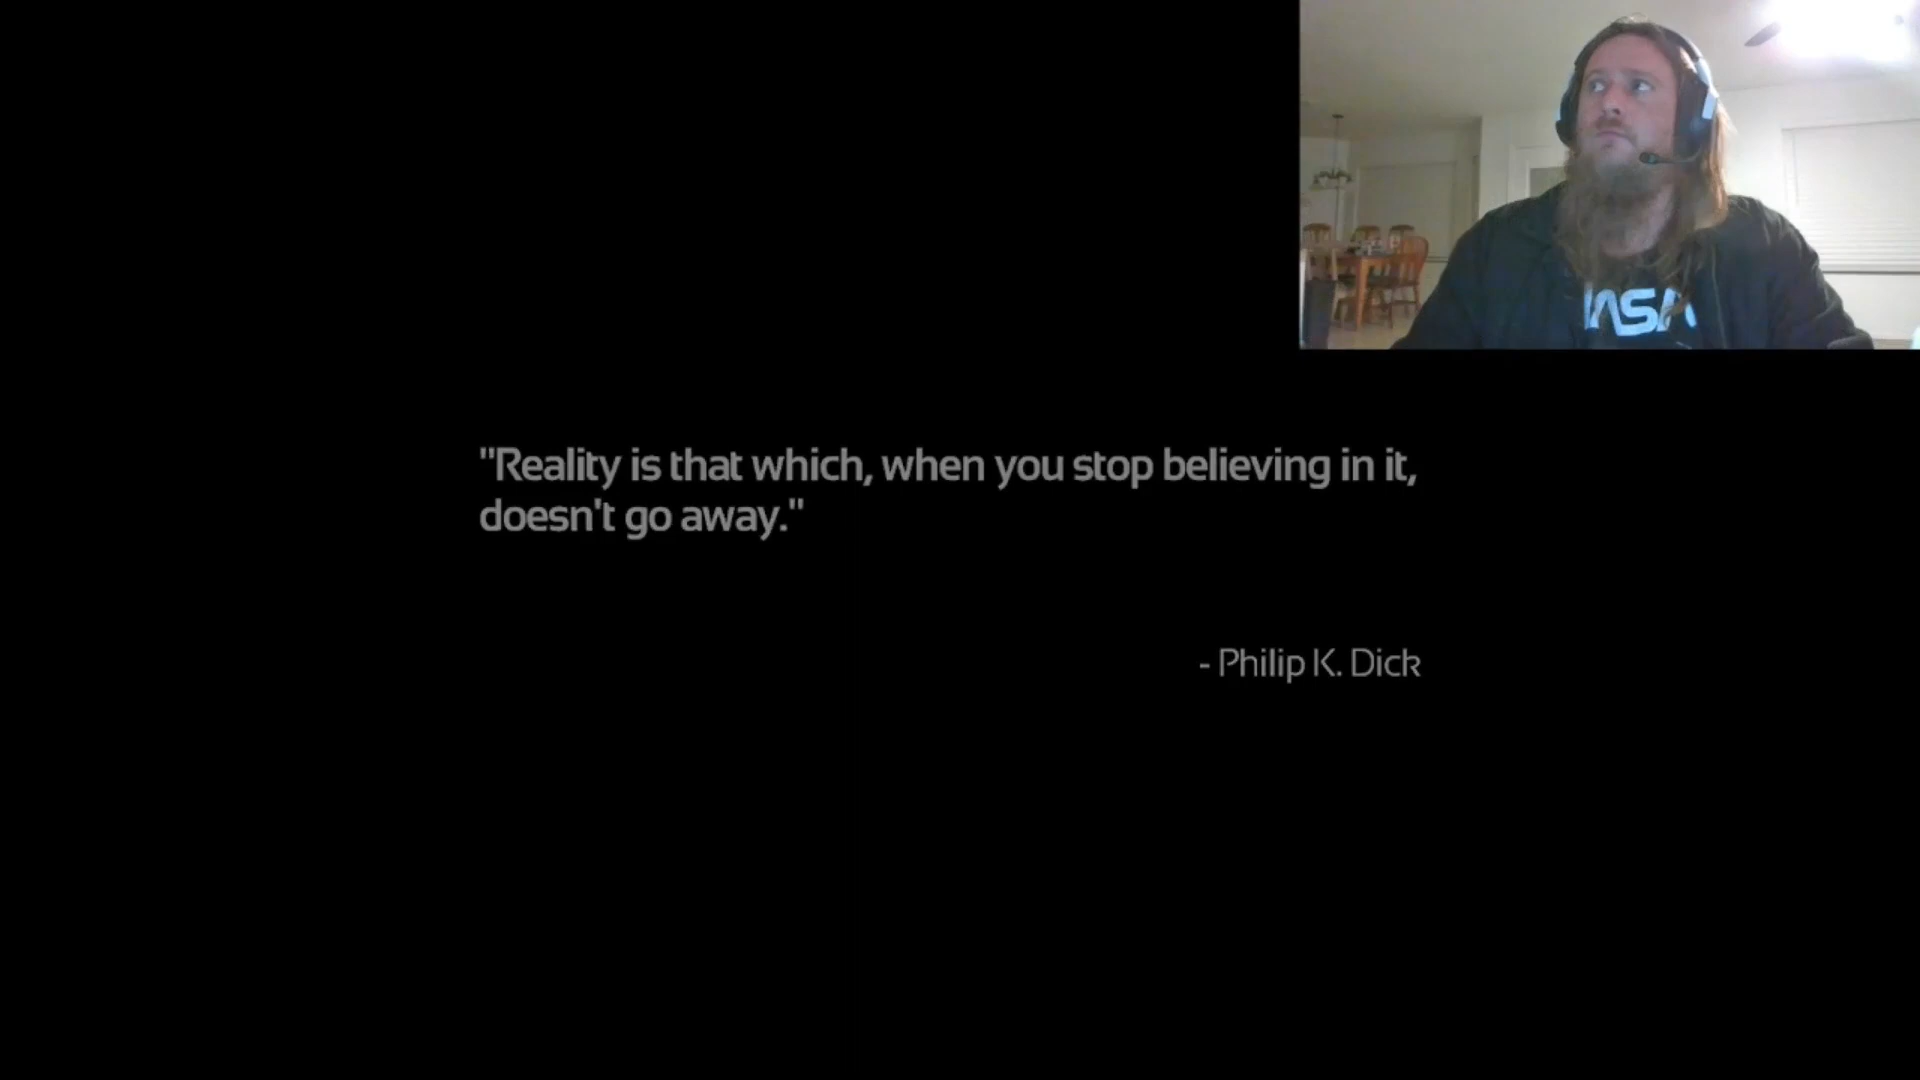 NASA
"Reality is that which, when you stop believing in it,
doesn't go away."
- Philip K. Dick